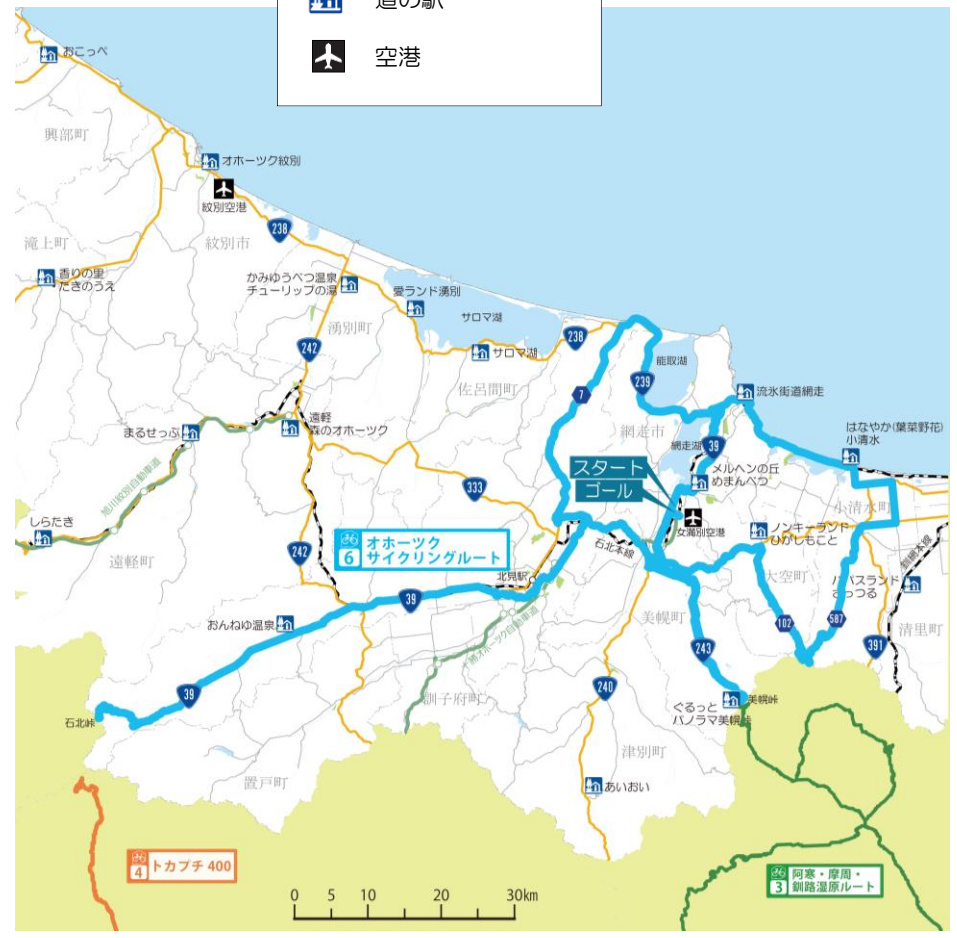 道の駅
空港
おこっぺ
興部町
オホーツク紋別
紋別空港
238
滝上町
紋別市
香りの里
たきのうえ
かみゆうべつ温泉
チューリップの湯
愛ランド湧別
サロマ湖
湧別町
242
サロマ湖
238
能取湖
佐呂間町
7
239
流氷街道網走
まるせっぷ
遠軽
森のオホーツク
網走市
網走湖
39
はなやか(葉菜野花)
小清水
旭川紋別自動車道
333
スタート
ゴール
メルヘンの丘
めまんべつ
女満別空港
小清水町
しらたき
遠軽町
242
オホーツク
6 サイクリングルート
石北本線
ノンキーランド
ひがしもこと
釧網本線
大空町
パパスランド
さっつる
北見駅
39
美幌町
清里町
おんねゆ温泉
102
587
243
391
訓子府町
39
240
石北峠
ぐるっと
パノラマ美幌峠
美幌峠
津別町
置戸町
あいおい
4 トカプチ 400
3 阿寒・摩周・
釧路湿原ルート
0 5 10 20 30km